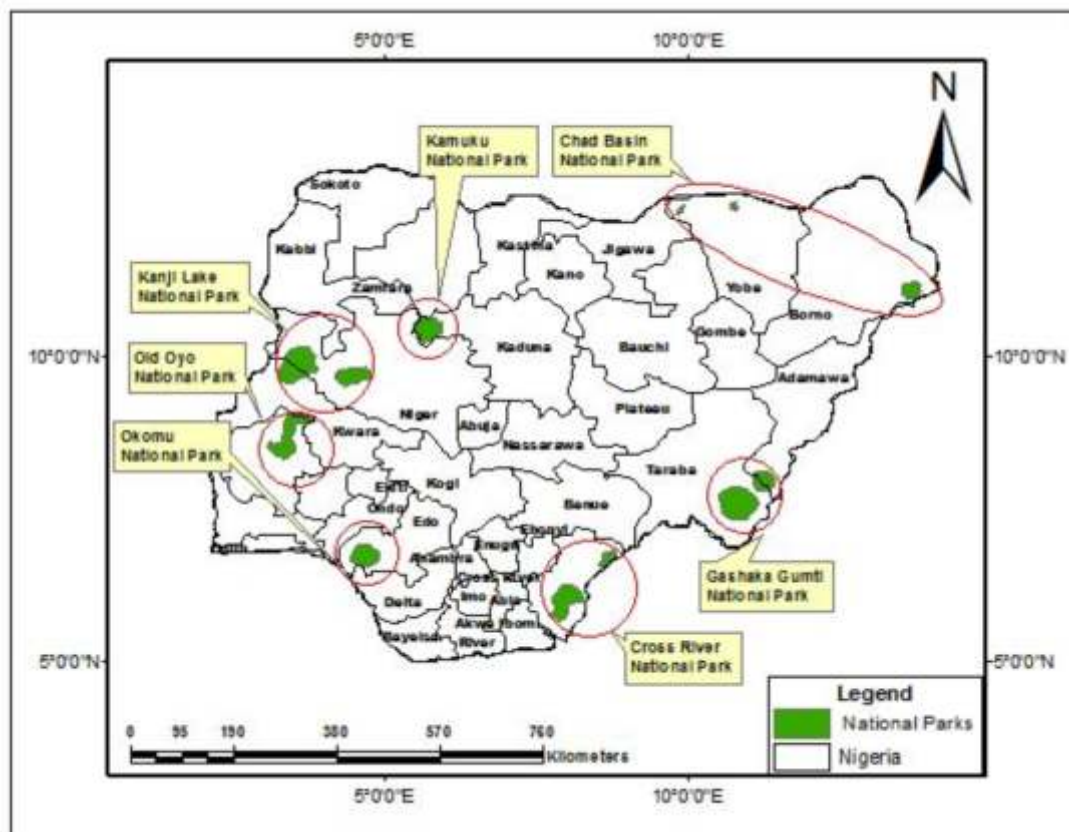 5°0'0"E
10°0'0"E
N
Kamuku
National Park
Chad Basin
National Park
Sokoto
Kebbi
Katsina
Jigawa
Kano
Zamfara
Yobe
Borno
Kanji Lake
National Park
Gombe
Kaduna
Bauchi
Adamawa
10°0'0"N
10°0'0"N
Old Oyo
National Park
Plateau
Niger
Abuja
Kwara
Nassarawa
Okomu
National Park
Taraba
Kogi
Ekiti
Benue
Ondo
Edo
Ebonyi
Enugu
Anambra
Cross River
Gashaka Gumti
National Park
Imo
Abia
Delta
Akwa Ibom
Bayelsa
River
Cross River
National Park
5°0'0"N
5°0'0"N
Legend
National Parks
Nigeria
0 95 190 380 570 760
Kilometers
5°0'0"E
10°0'0"E